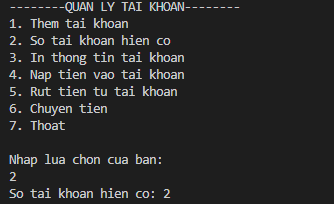 --------QUAN LY TAI KHOAN--------
1. Them tai khoan
2. So tai khoan hien co
3. In thong tin tai khoan
4. Nap tien vao tai khoan
5. Rut tien tu tai khoan
6. Chuyen tien
7. Thoat

Nhap lua chon cua ban:
2
So tai khoan hien co: 2